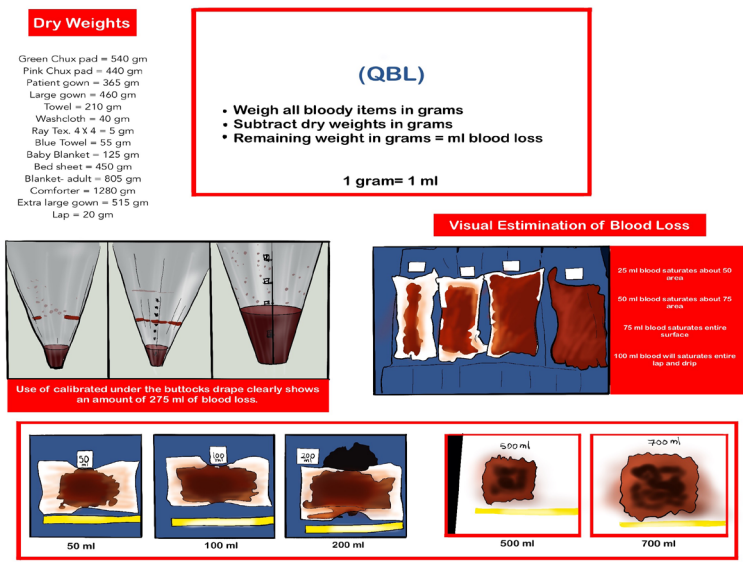 Dry Weights
Green Chux pad = 540 gm
Pink Chux pad = 440 gm
Patient gown = 365 gm
Large gown = 460 gm
Towel = 210 gm
Washcloth = 40 gm
Ray Tex. 4 X 4 = 5 gm
Blue Towel = 55 gm
Baby Blanket = 125 gm
Bed sheet = 450 gm
Blanket- adult = 805 gm
Comforter = 1280 gm
Extra large gown = 515 gm
Lap = 20 gm
(QBL)
• Weigh all bloody items in grams
• Subtract dry weights in grams
• Remaining weight in grams = ml blood loss
1 gram= 1 ml
Visual Estimination of Blood Loss
25 ml blood saturates about 50
area
50 ml blood saturates about 75
area
75 ml blood saturates entire
surface
100 ml blood will saturates entire
lap and drip
Use of calibrated under the buttocks drape clearly shows
an amount of 275 ml of blood loss.
50
ml
100
ml
200
ml
500 ml
700 ml
50 ml
100 ml
200 ml
500 ml
700 ml